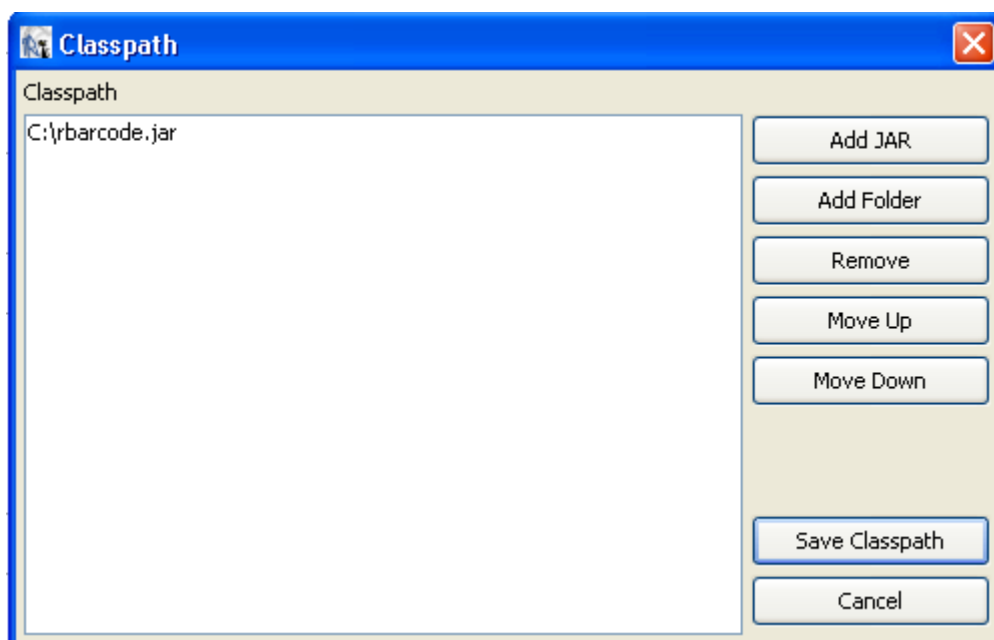 Classpath
Classpath
C:\rbarcode.jar
Add JAR
Add Folder
Remove
Move Up
Move Down
Save Classpath
Cancel